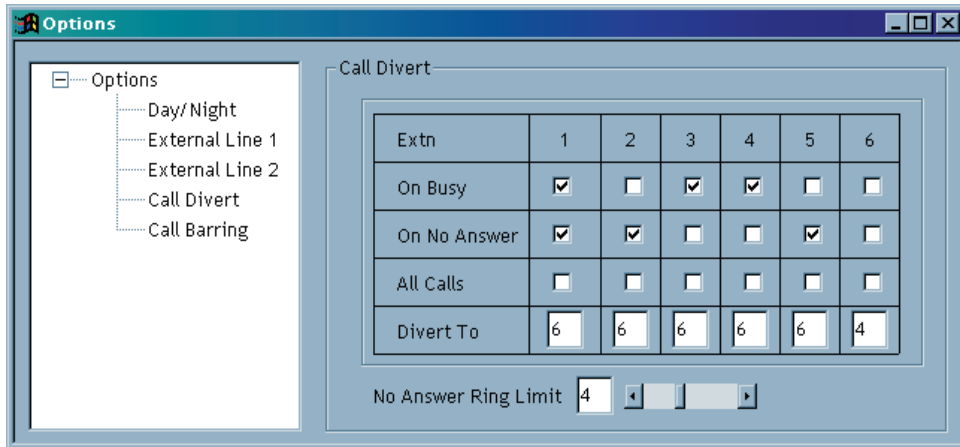 Options
Options
Day/Night
External Line 1
External Line 2
Call Divert
Call Barring
Call Divert
Extn 1 2 3 4 5 6
On Busy
On No Answer
All Calls
Divert To 6 6 6 6 6 4
No Answer Ring Limit 4